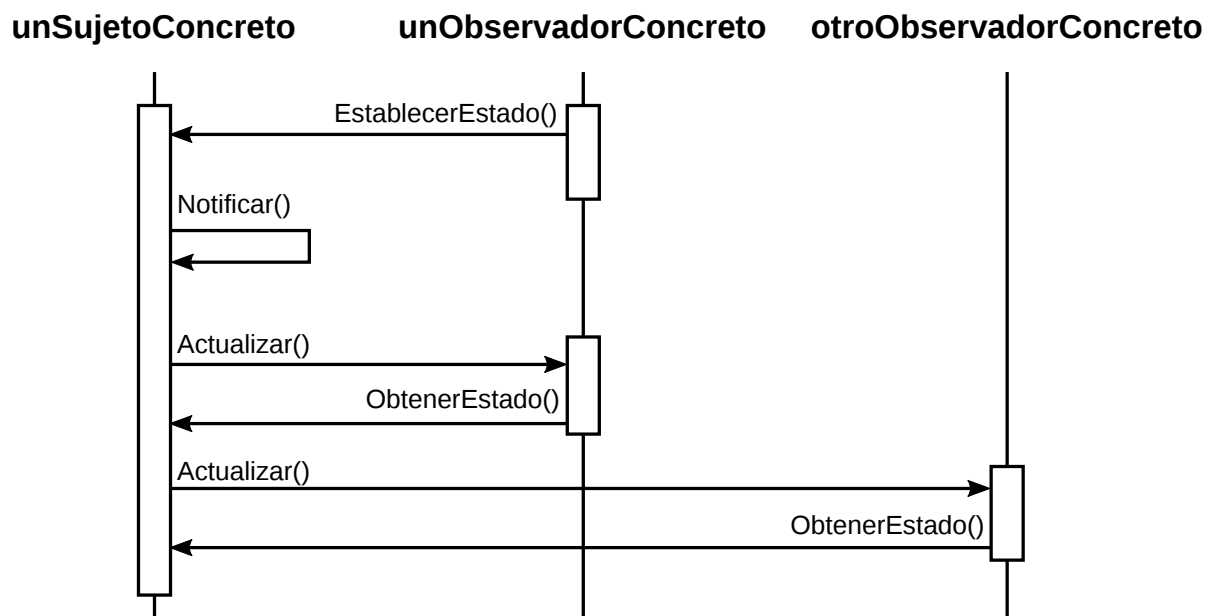 unSujetoConcreto unObservadorConcreto otroObservadorConcreto
EstablecerEstado()
Notificar()
Actualizar()
ObtenerEstado()
Actualizar()
ObtenerEstado()